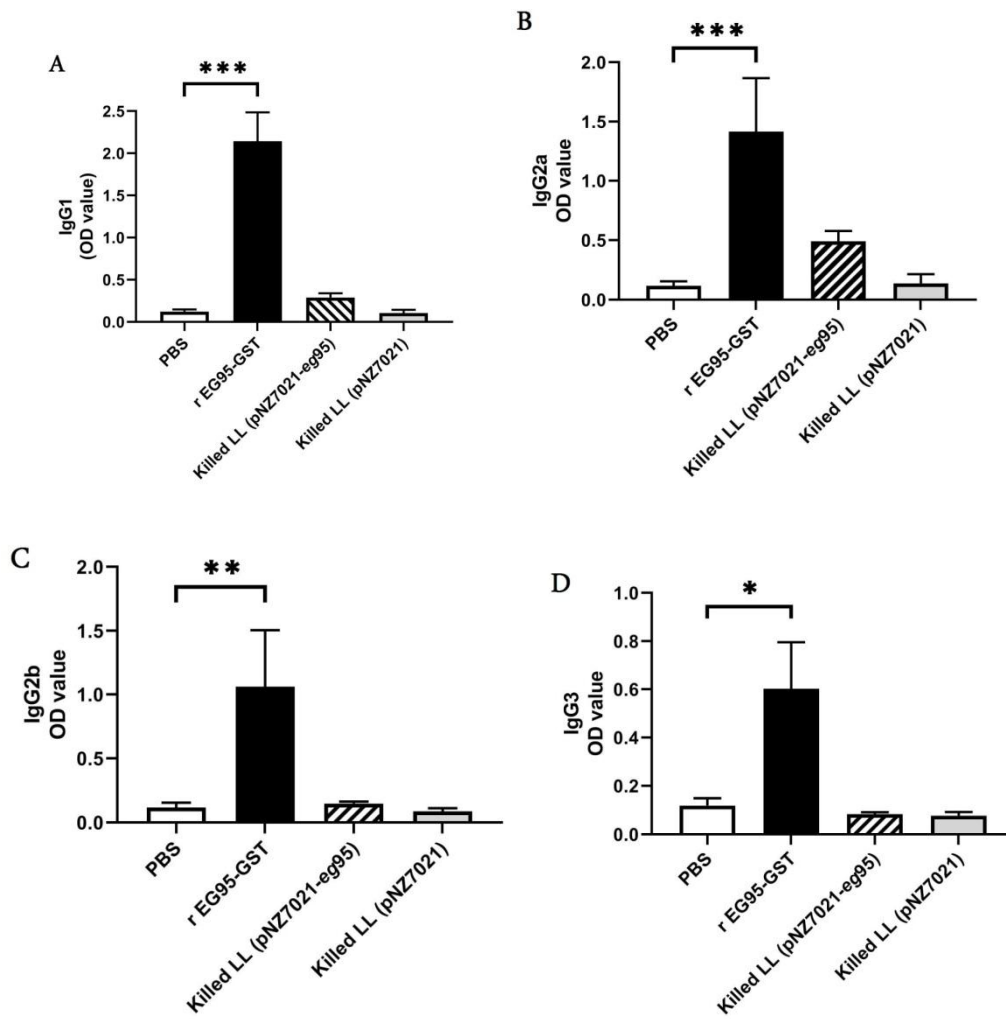 A
***
IgG1
(OD value)
2.5
2.0
1.5
1.0
0.5
0.0
PBS
r EG95-GST
Killed LL (pNZ7021-eg95)
Killed LL (pNZ7021)
B
***
IgG2a
OD value
2.0
1.5
1.0
0.5
0.0
PBS
r EG95-GST
Killed LL (pNZ7021-eg95)
Killed LL (pNZ7021)
C
**
IgG2b
OD value
2.0
1.5
1.0
0.5
0.0
PBS
r EG95-GST
Killed LL (pNZ7021-eg95)
Killed LL (pNZ7021)
D
*
IgG3
OD value
1.0
0.8
0.6
0.4
0.2
0.0
PBS
r EG95-GST
Killed LL (pNZ7021-eg95)
Killed LL (pNZ7021)